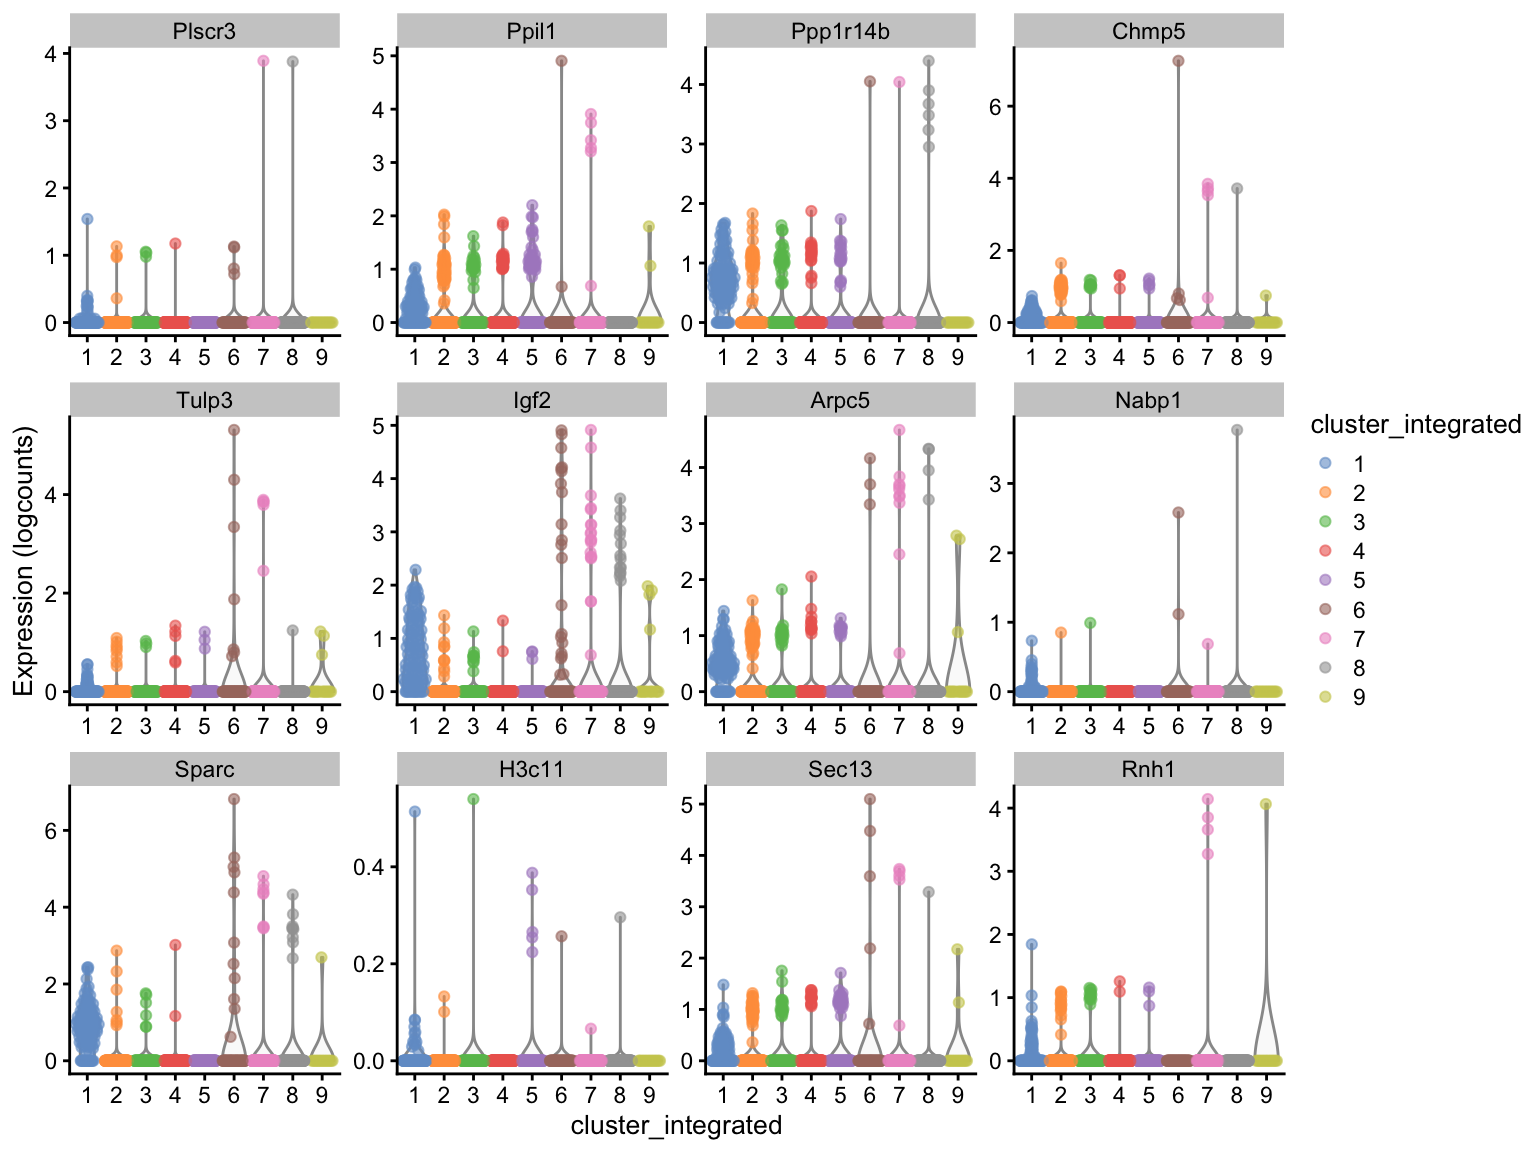 Plscr3 Ppil1 Ppp1r14b Chmp5
4 3 2 1 0
5 4 3 2 1 0
4 3 2 1 0
6 4 2 0
1 2 3 4 5 6 7 8 9 1 2 3 4 5 6 7 8 9 1 2 3 4 5 6 7 8 9 1 2 3 4 5 6 7 8 9
Tulp3 Igf2 Arpc5 Nabp1
4 2 0
5 4 3 2 1 0
4 3 2 1 0
3 2 1 0
1 2 3 4 5 6 7 8 9 1 2 3 4 5 6 7 8 9 1 2 3 4 5 6 7 8 9 1 2 3 4 5 6 7 8 9
Sparc H3c11 Sec13 Rnh1
6 4 2 0
0.4 0.2 0.0
5 4 3 2 1 0
4 3 2 1 0
1 2 3 4 5 6 7 8 9 1 2 3 4 5 6 7 8 9 1 2 3 4 5 6 7 8 9 1 2 3 4 5 6 7 8 9
Expression (logcounts)
cluster_integrated
cluster_integrated
1
2
3
4
5
6
7
8
9